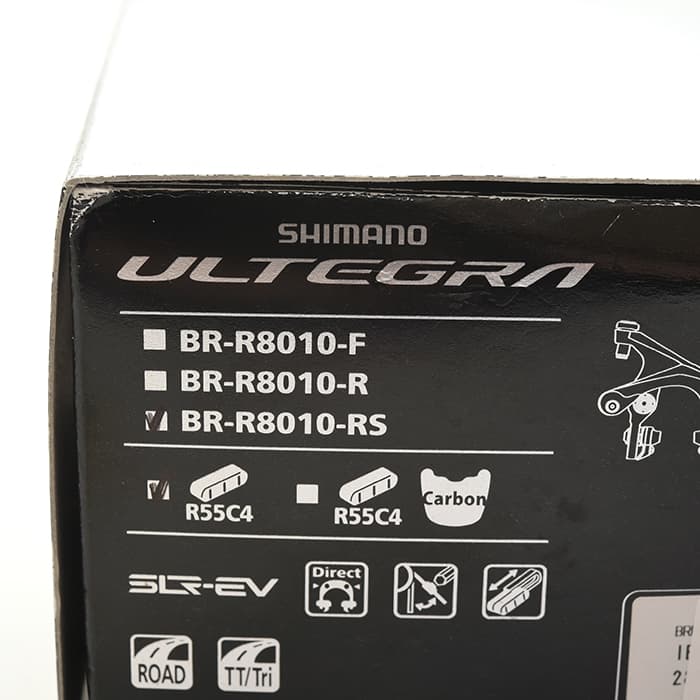 SHIMANO
ULTEGRA
BR-R8010-F
BR-R8010-R
BR-R8010-RS
R55C4 R55C4 Carbon
SLR-EV Direct
ROAD TT/Tri